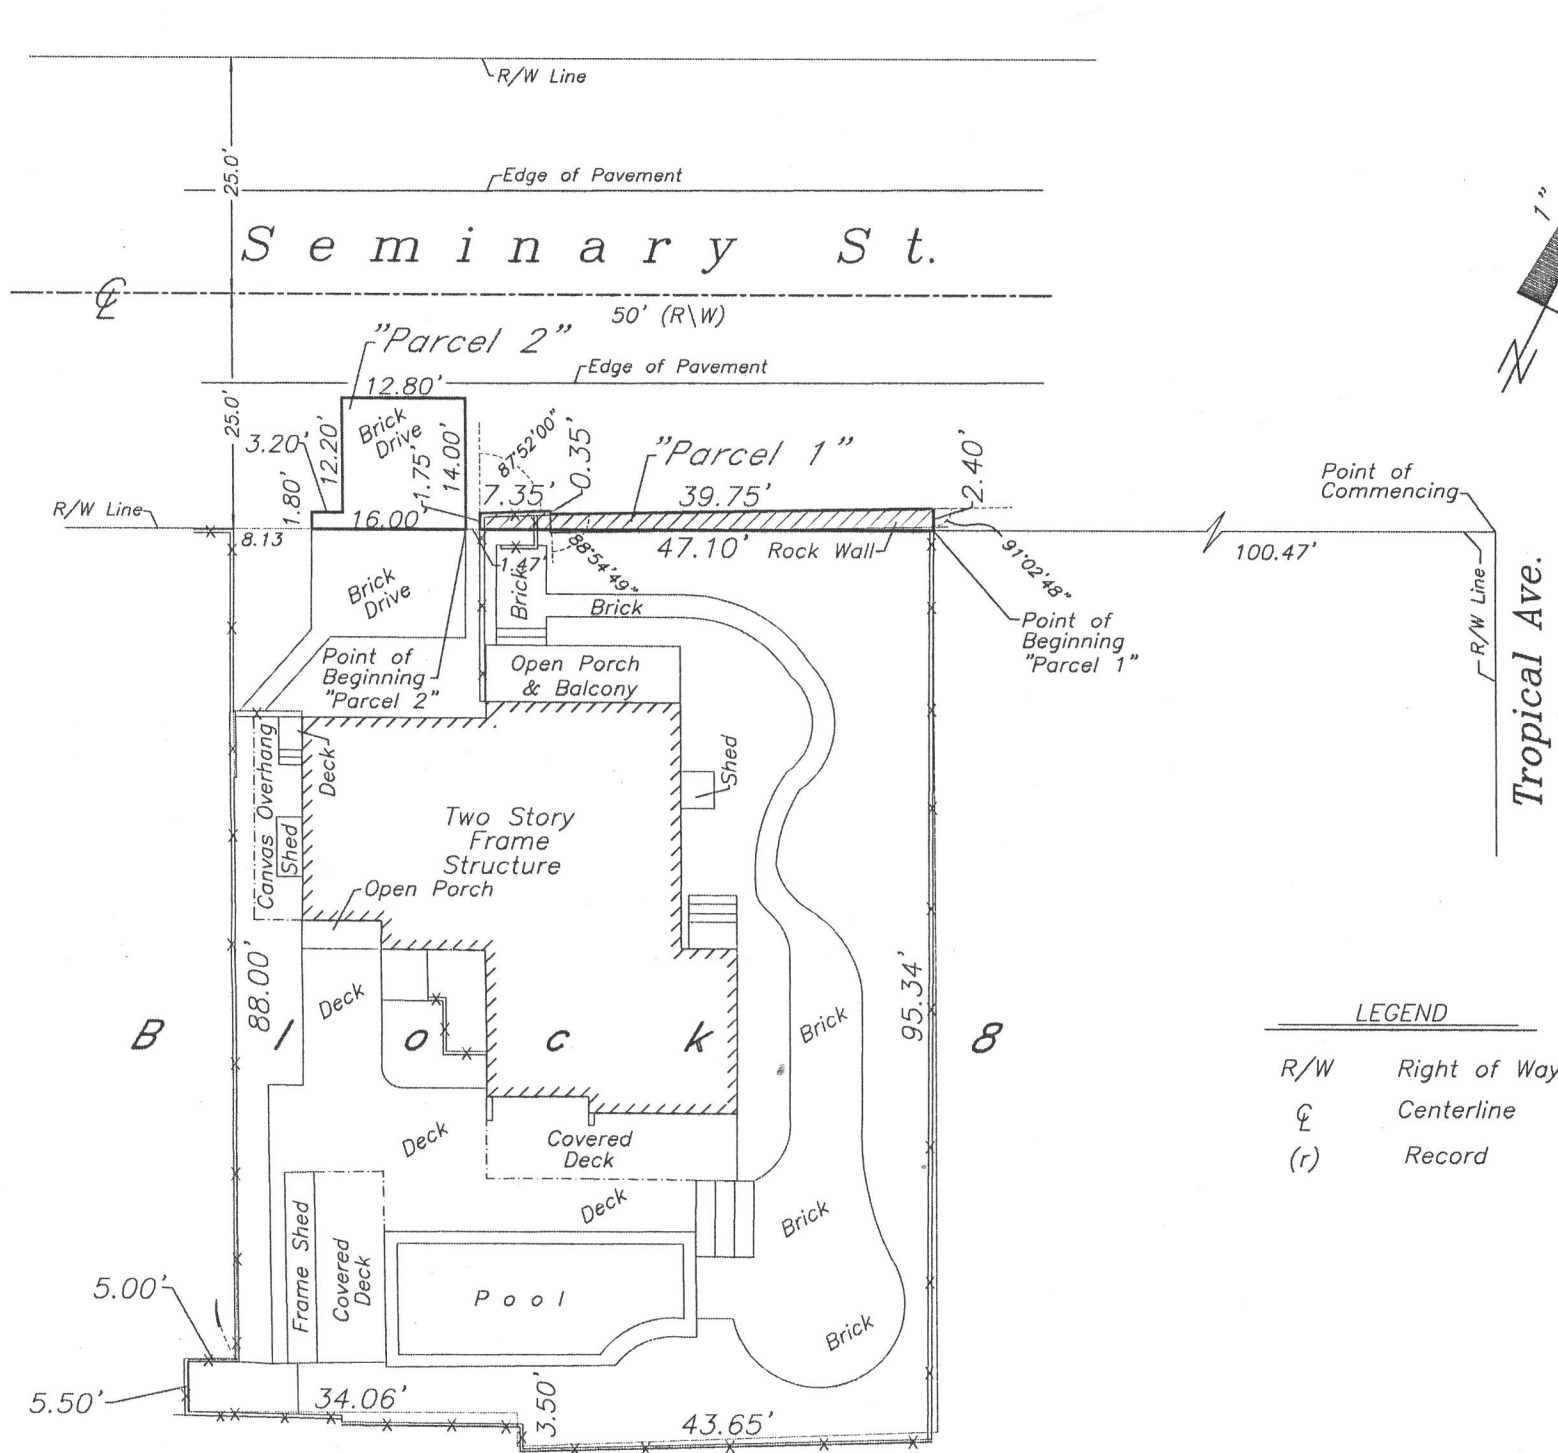 R/W Line
25.0'
Edge of Pavement
Seminary St.
℄
50' (R\W)
"Parcel 2"
Edge of Pavement
12.80'
25.0'
3.20'
12.20'
Brick
Drive
14.00'
1.75'
87°52'00"
0.35'
"Parcel 1"
2.40'
Point of
Commencing
1.80'
7.35'
39.75'
R/W Line
16.00'
8.13
1.47'
88°54'49"
47.10'
Rock Wall
91°02'48"
100.47'
R/W Line
Tropical Ave.
1"
N
Brick
Drive
Brick
Brick
Point of
Beginning
"Parcel 1"
Point of
Beginning
"Parcel 2"
Open Porch
& Balcony
Canvas Overhang
Deck
Shed
Shed
Two Story
Frame
Structure
Open Porch
88.00'
Deck
95.34'
Block 8
Brick
LEGEND
R/W Right of Way
℄ Centerline
(r) Record
Deck
Covered
Deck
Deck
Brick
Frame Shed
Covered
Deck
Pool
Brick
5.00'
5.50'
34.06'
3.50'
43.65'